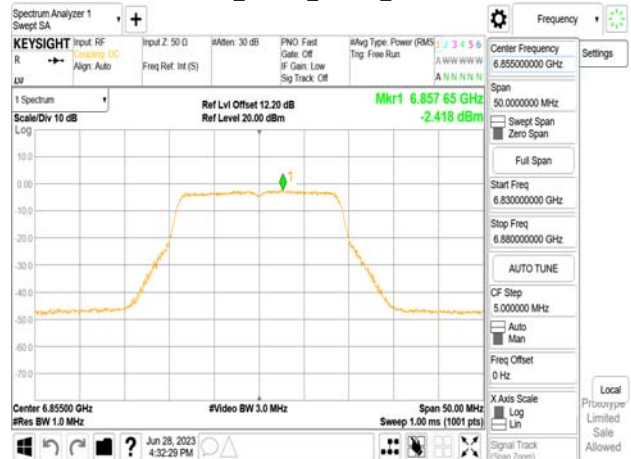 Spectrum Analyzer 1
Swept SA
Frequency
KEYSIGHT
Input: RF
Coupling: DC
Align: Auto
Input Z: 50 Ω
Freq Ref: Int (S)
#Atten: 30 dB
PNO: Fast
Gate: Off
IF Gain: Low
Sig Track: Off
#Avg Type: Power (RMS
Trig: Free Run
1 2 3 4 5 6
A W W W W W
A N N N N N
R
LXI
Center Frequency
6.855000000 GHz
Settings
1 Spectrum
Scale/Div 10 dB
Log
Ref Lvl Offset 12.20 dB
Ref Level 20.00 dBm
Mkr1 6.857 65 GHz
-2.418 dBm
Span
50.0000000 MHz
Swept Span
Zero Span
Full Span
Start Freq
6.830000000 GHz
Stop Freq
6.880000000 GHz
AUTO TUNE
CF Step
5.000000 MHz
Auto
Man
Freq Offset
0 Hz
X Axis Scale
Log
Lin
Signal Track
(Span Zoom)
Local
Prototype
Limited
Sale
Allowed
10.0
0.00
1
-10.0
-20.0
-30.0
-40.0
-50.0
-60.0
-70.0
Center 6.85500 GHz
#Res BW 1.0 MHz
#Video BW 3.0 MHz
Span 50.00 MHz
Sweep 1.00 ms (1001 pts)
?
Jun 28, 2023
4:32:29 PM